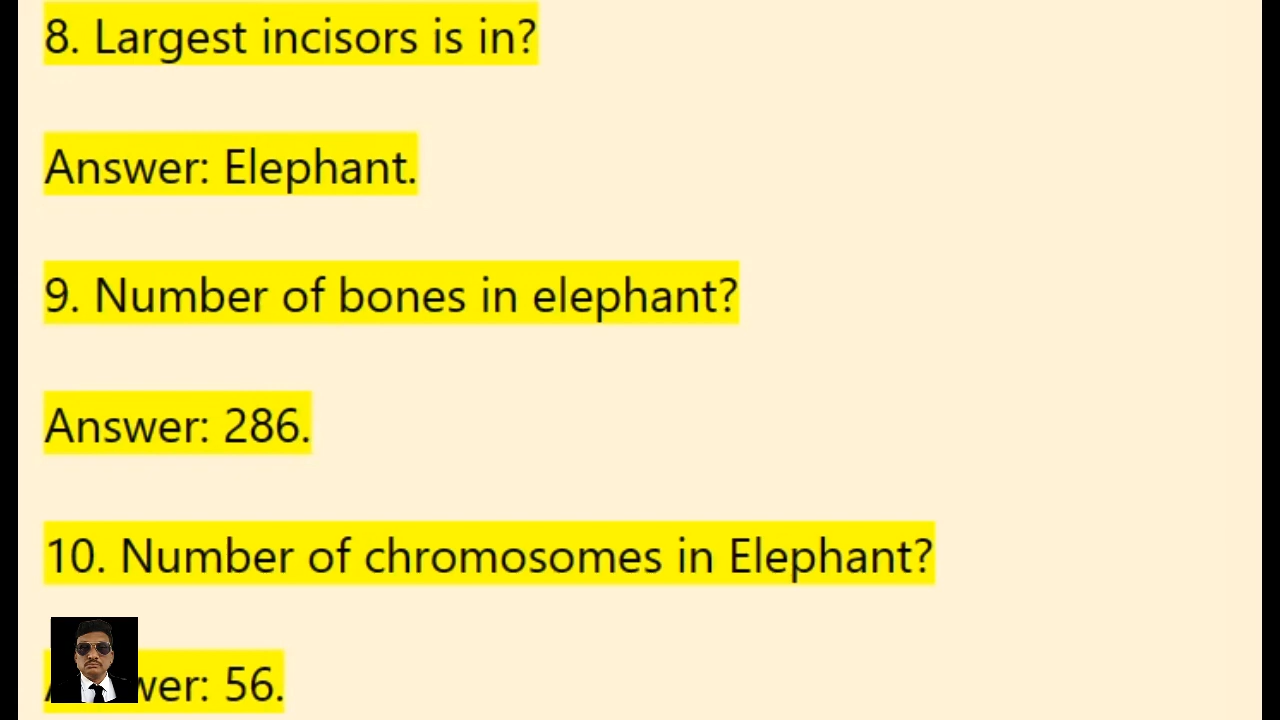 8. Largest incisors is in?
Answer: Elephant.
9. Number of bones in elephant?
Answer: 286.
10. Number of chromosomes in Elephant?
wer: 56.